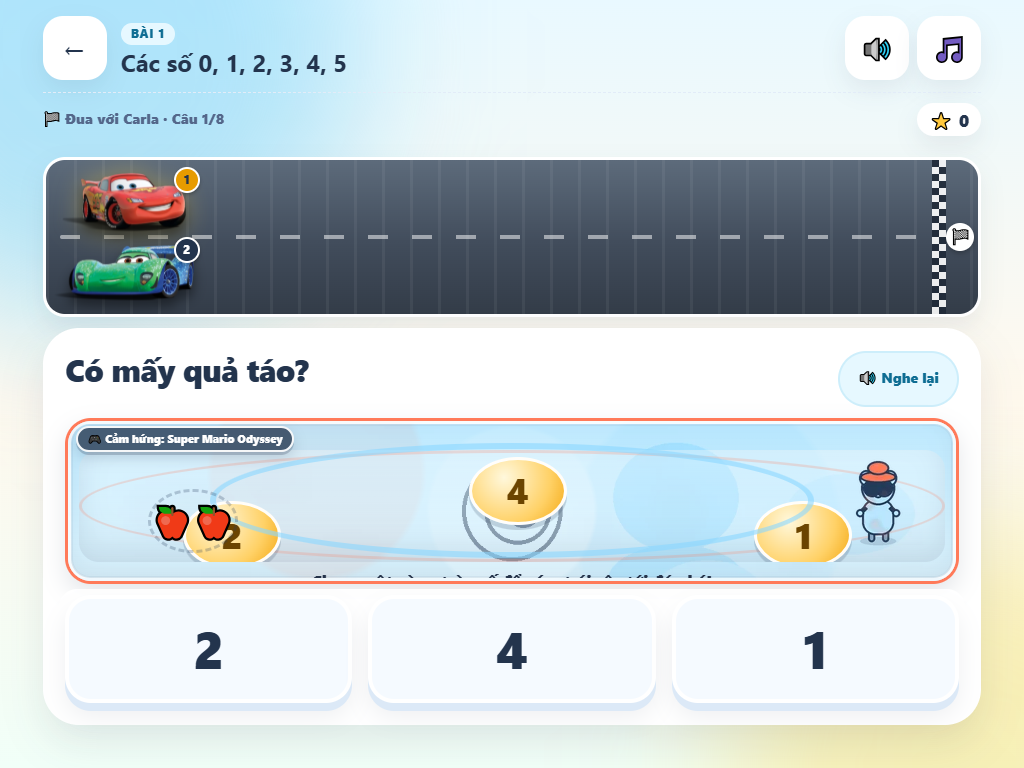 BÀI 1
Các số 0, 1, 2, 3, 4, 5
Đua với Carla · Câu 1/8
0
1
2
Có mấy quả táo?
Nghe lại
Cảm hứng: Super Mario Odyssey
4
2
1
2
4
1